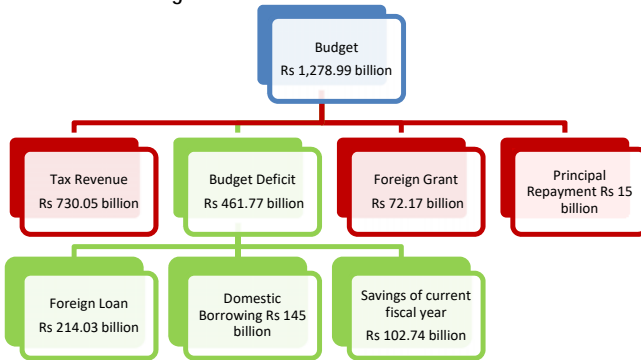 Budget
Rs 1,278.99 billion
Tax Revenue
Rs 730.05 billion
Budget Deficit
Rs 461.77 billion
Foreign Grant
Rs 72.17 billion
Principal
Repayment Rs 15
billion
Foreign Loan
Rs 214.03 billion
Domestic
Borrowing Rs 145
billion
Savings of current
fiscal year
Rs 102.74 billion